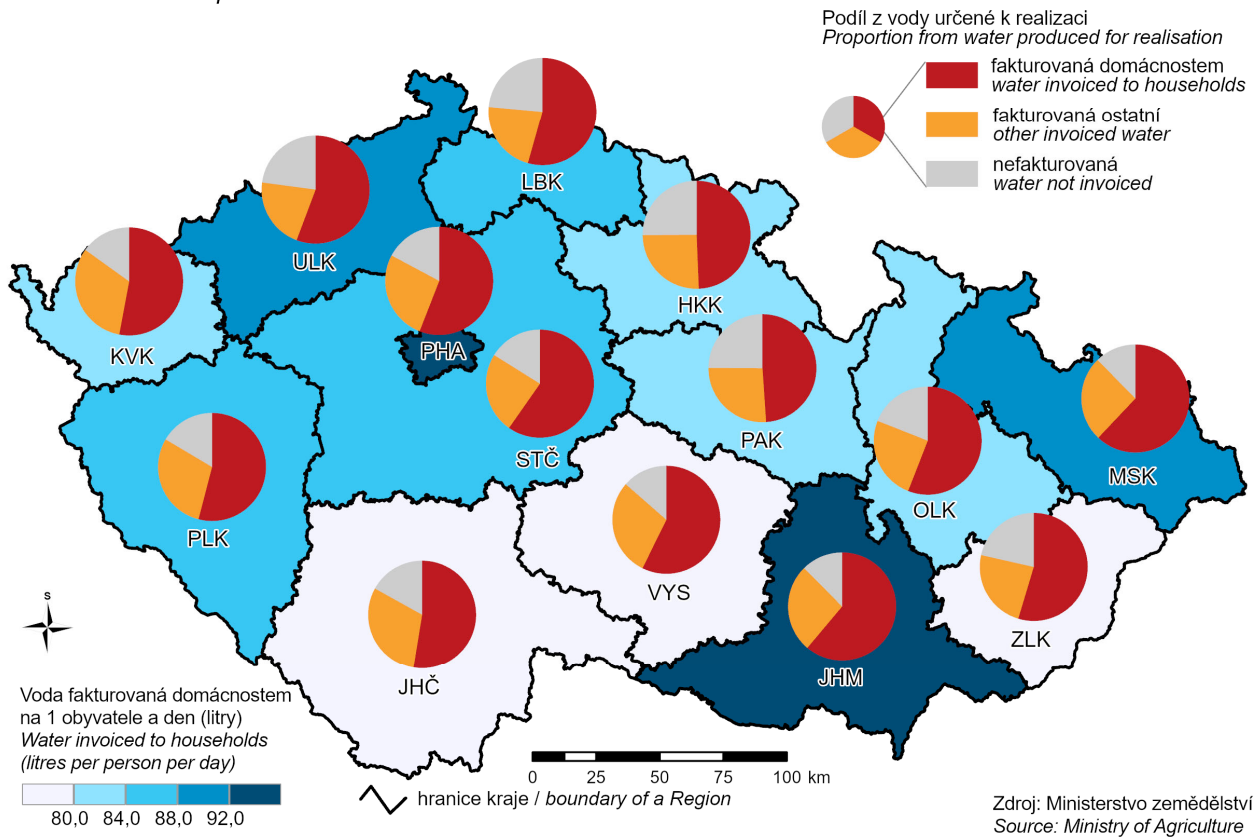 Podíl z vody určené k realizaci
Proportion from water produced for realisation
fakturovaná domácnostem
water invoiced to households
fakturovaná ostatní
other invoiced water
nefakturovaná
water not invoiced
LBK
ULK
HKK
KVK
PHA
PAK
STČ
MSK
OLK
PLK
VYS
ZLK
JHČ
JHM
s
Voda fakturovaná domácnostem
na 1 obyvatele a den (litry)
Water invoiced to households
(litres per person per day)
80,0 84,0 88,0 92,0
0 25 50 75 100 km
hranice kraje / boundary of a Region
Zdroj: Ministerstvo zemědělství
Source: Ministry of Agriculture